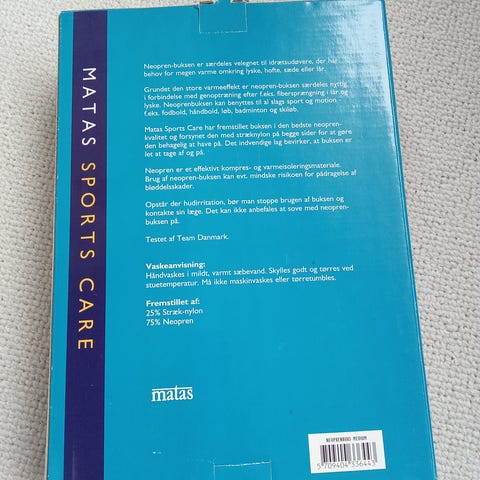 MATAS SPORTS CARE
Neopren-buksen er særdeles velegnet til idrætsudøvere, der har
behov for megen varme omkring lyske, hofte, sæde eller lår.
Grundet den store varmeeffekt er neopren-buksen særdeles nyttig
i forbindelse med genoptræning efter f.eks. fibersprængning i lår og
lyske. Neoprenbuksen kan benyttes til al slags sport og motion
f.eks. fodbold, håndbold, løb, badminton og skiløb.
Matas Sports Care har fremstillet buksen i den bedste neopren-
kvalitet og forsynet den med stræknylon på begge sider for at gøre
den behagelig at have på. Det indvendige lag bevirker, at buksen er
let at tage af og på.
Neopren er et effektivt kompres- og varmeisoleringsmateriale.
Brug af neopren-buksen kan evt. mindske risikoen for pådragelse af
bløddelsskader.
Opstår der hudirritation, bør man stoppe brugen af buksen og
kontakte sin læge. Det kan ikke anbefales at sove med neopren-
buksen på.
Testet af Team Danmark.
Vaskeanvisning:
Håndvaskes i mildt, varmt sæbevand. Skylles godt og tørres ved
stuetemperatur. Må ikke maskinvaskes eller tørretumbles.
Fremstillet af:
25% Stræk-nylon
75% Neopren
matas
NEOPRENBUKS MEDIUM
5 709404 336443